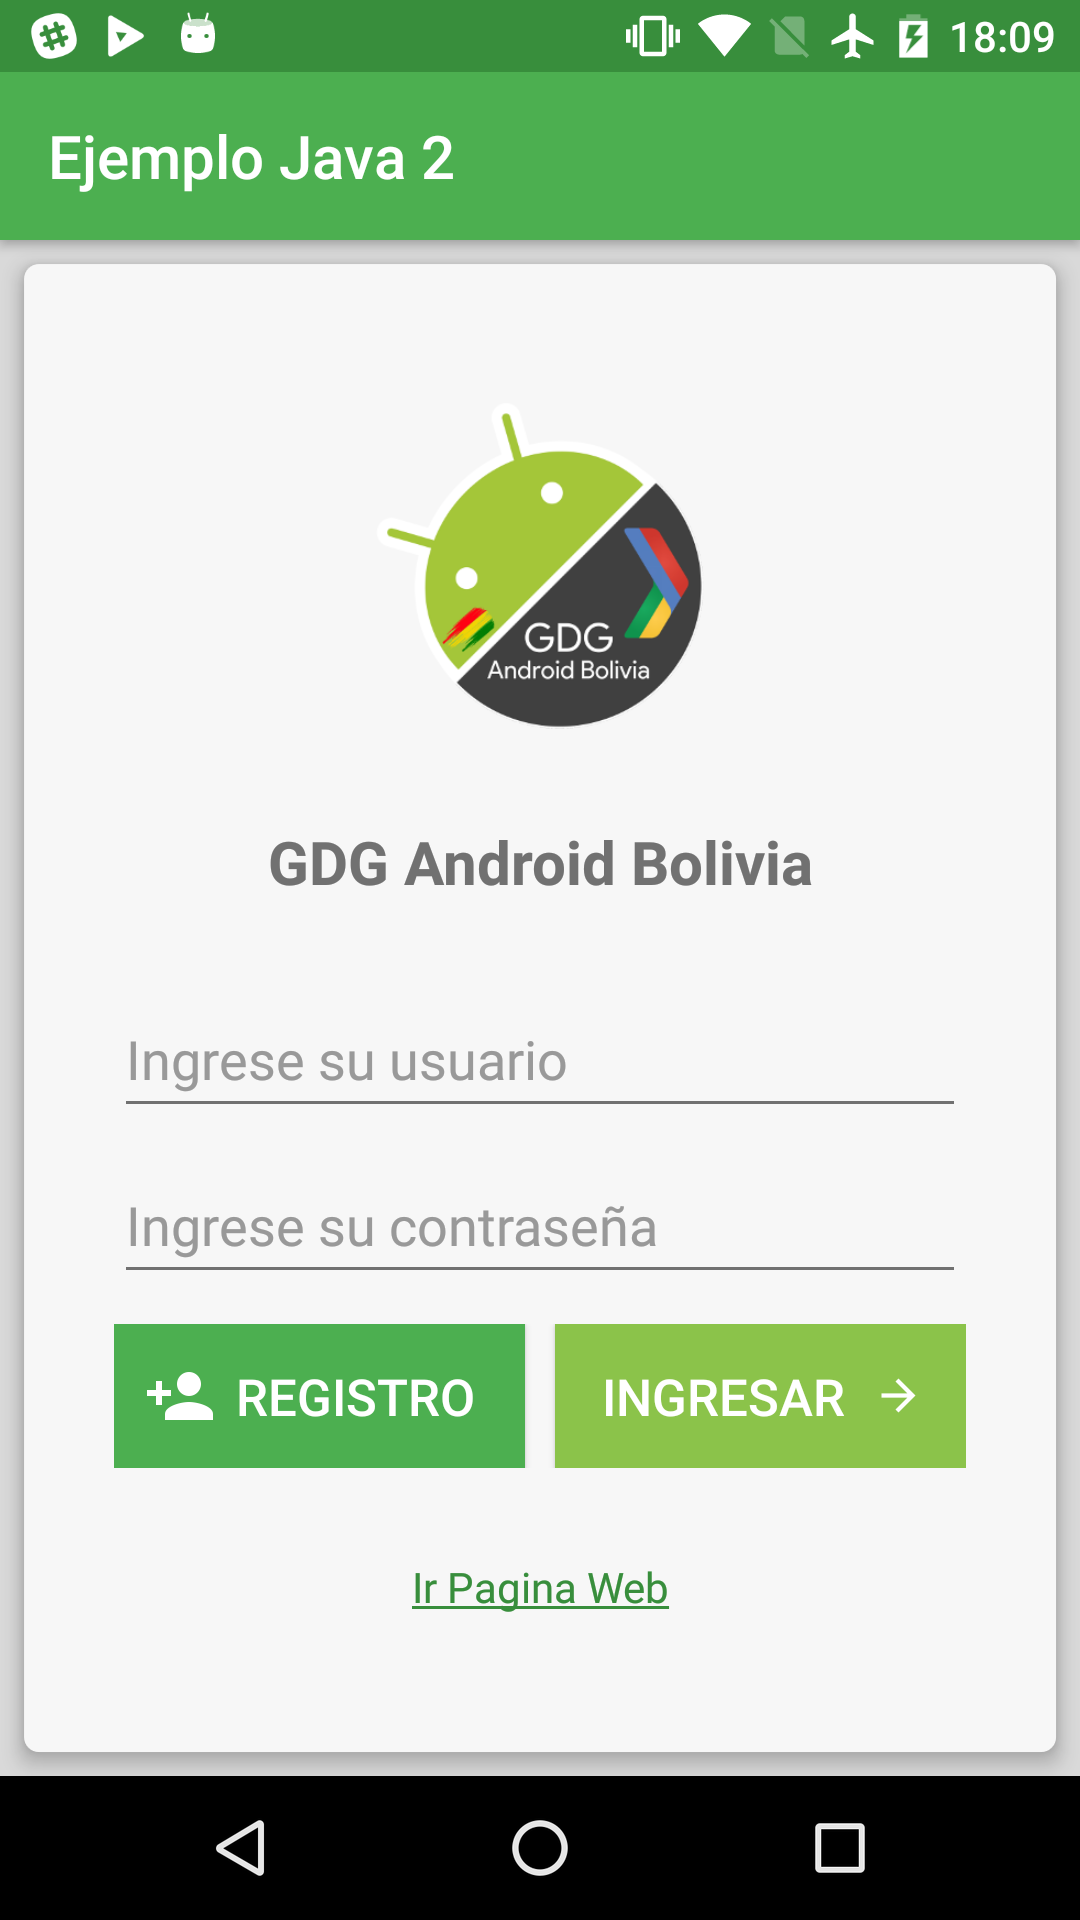 18:09
Ejemplo Java 2
GDG
Android Bolivia
GDG Android Bolivia
Ingrese su usuario
Ingrese su contraseña
REGISTRO
INGRESAR
Ir Pagina Web